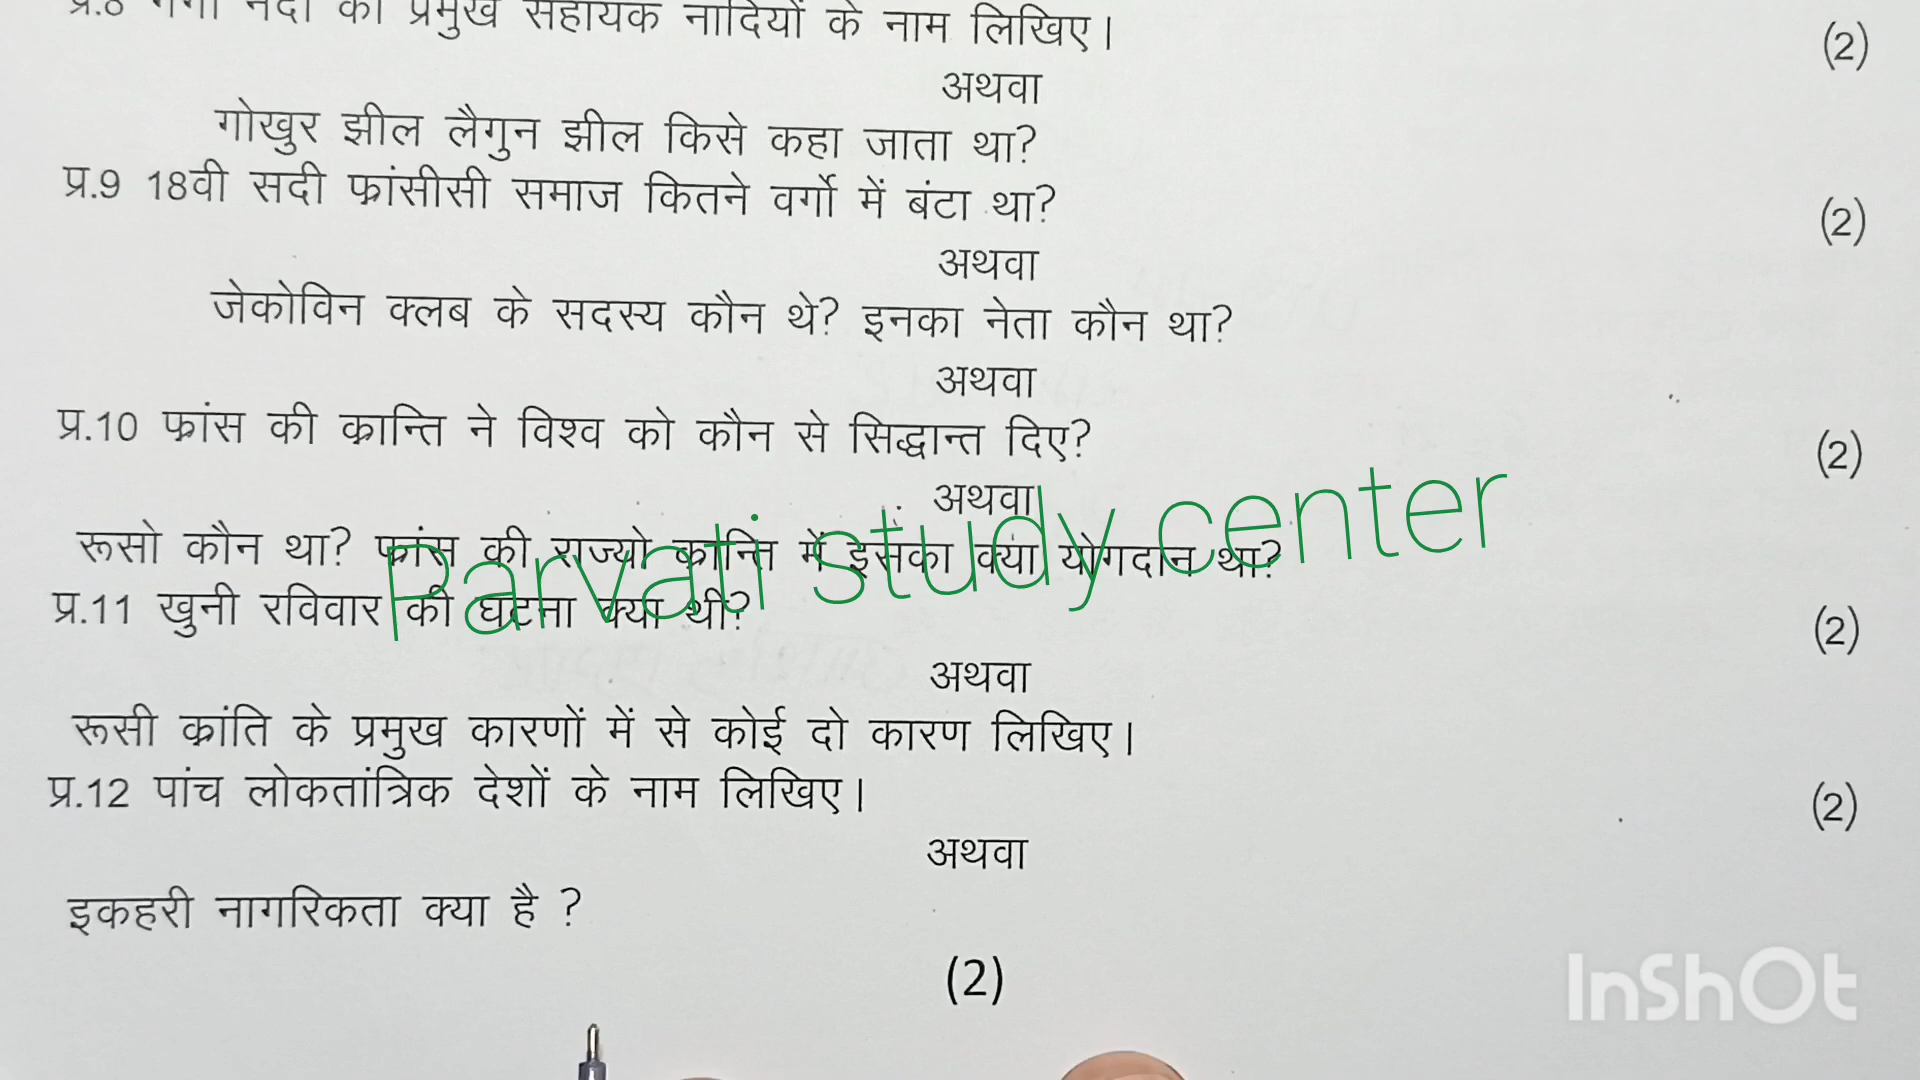 प्र.8 गंगा नदी की प्रमुख सहायक नादियों के नाम लिखिए। (2)
अथवा
गोखुर झील लैगुन झील किसे कहा जाता था?
प्र.9 18वी सदी फ्रांसीसी समाज कितने वर्गो में बंटा था? (2)
अथवा
जेकोविन क्लब के सदस्य कौन थे? इनका नेता कौन था?
अथवा
प्र.10 फ्रांस की क्रान्ति ने विश्व को कौन से सिद्धान्त दिए? (2)
अथवा
रूसो कौन था? फ्रांस की राज्यो क्रान्ति में इसका क्या योगदान था?
Parvati study center
प्र.11 खुनी रविवार की घटना क्या थी? (2)
अथवा
रूसी क्रांति के प्रमुख कारणों में से कोई दो कारण लिखिए।
प्र.12 पांच लोकतांत्रिक देशों के नाम लिखिए। (2)
अथवा
इकहरी नागरिकता क्या है ?
(2)
InShOt